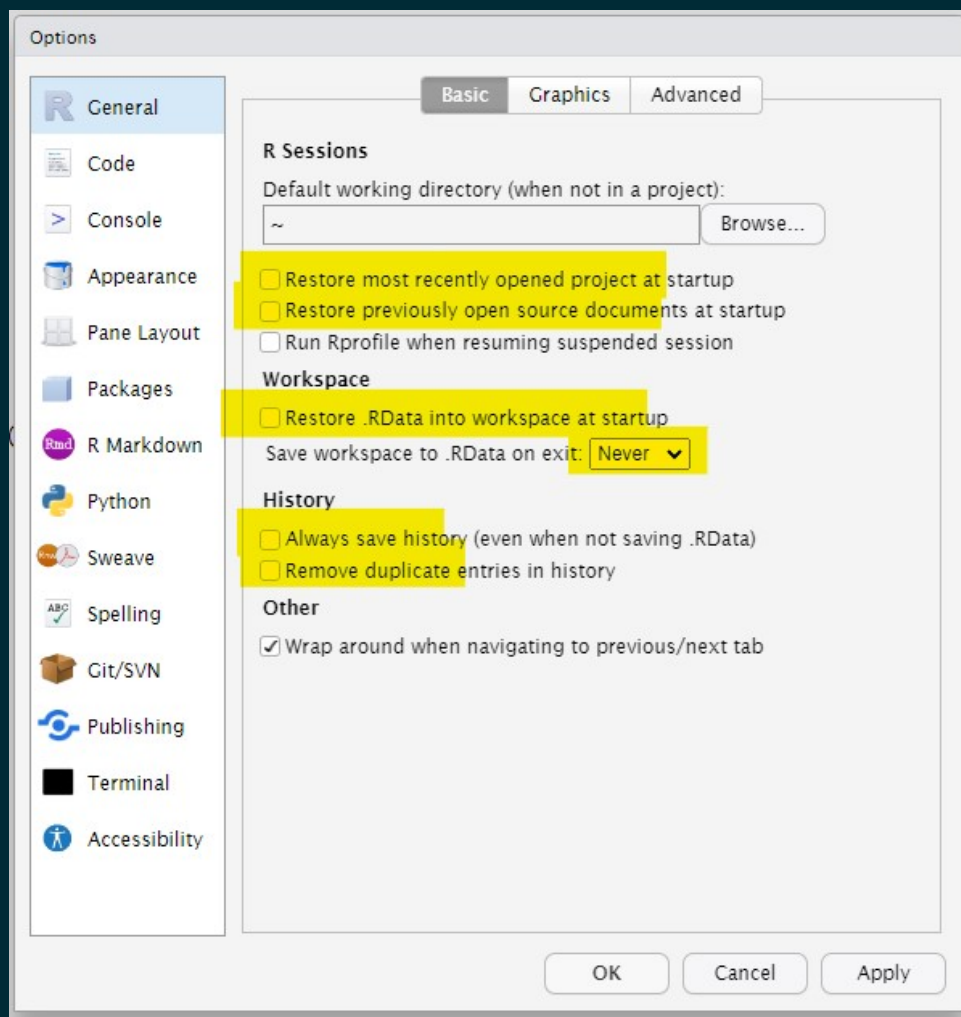 Options
General
Code
Console
Appearance
Pane Layout
Packages
R Markdown
Python
Sweave
Spelling
Git/SVN
Publishing
Terminal
Accessibility
Basic Graphics Advanced
R Sessions
Default working directory (when not in a project):
~ Browse...
Restore most recently opened project at startup
Restore previously open source documents at startup
Run Rprofile when resuming suspended session
Workspace
Restore .RData into workspace at startup
Save workspace to .RData on exit: Never
History
Always save history (even when not saving .RData)
Remove duplicate entries in history
Other
Wrap around when navigating to previous/next tab
OK Cancel Apply